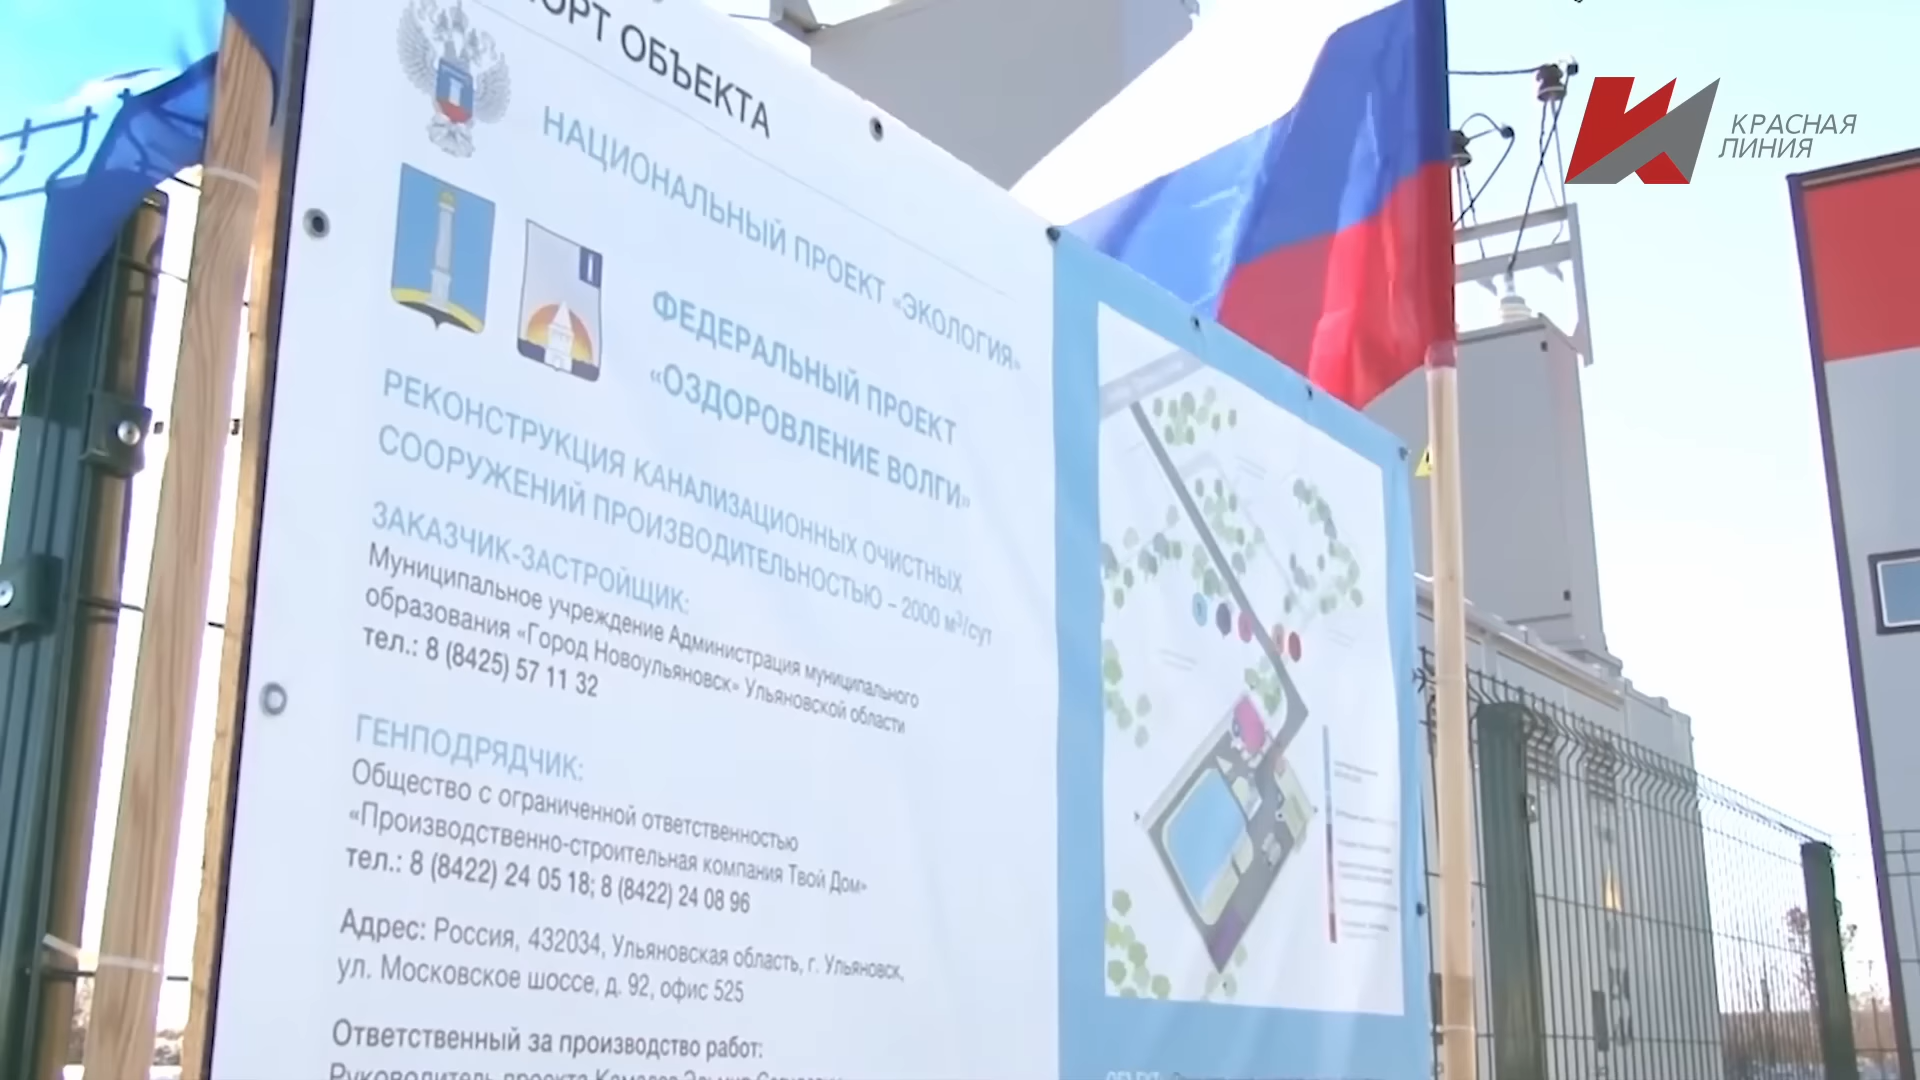 ОБЪЕКТА
НАЦИОНАЛЬНЫЙ ПРОЕКТ «ЭКОЛОГИЯ»
ФЕДЕРАЛЬНЫЙ ПРОЕКТ
«ОЗДОРОВЛЕНИЕ ВОЛГИ»
РЕКОНСТРУКЦИЯ КАНАЛИЗАЦИОННЫХ ОЧИСТНЫХ
СООРУЖЕНИЙ ПРОИЗВОДИТЕЛЬНОСТЬЮ – 2000 м³/сут
ЗАКАЗЧИК-ЗАСТРОЙЩИК:
Муниципальное учреждение Администрация муниципального
образования «Город Новоульяновск» Ульяновской области
тел.: 8 (8425) 57 11 32
ГЕНПОДРЯДЧИК:
Общество с ограниченной ответственностью
«Производственно-строительная компания Твой Дом»
тел.: 8 (8422) 24 05 18; 8 (8422) 24 08 96
Адрес: Россия, 432034, Ульяновская область, г. Ульяновск,
ул. Московское шоссе, д. 92, офис 525
Ответственный за производство работ:
Руководитель проекта
КРАСНАЯ
ЛИНИЯ